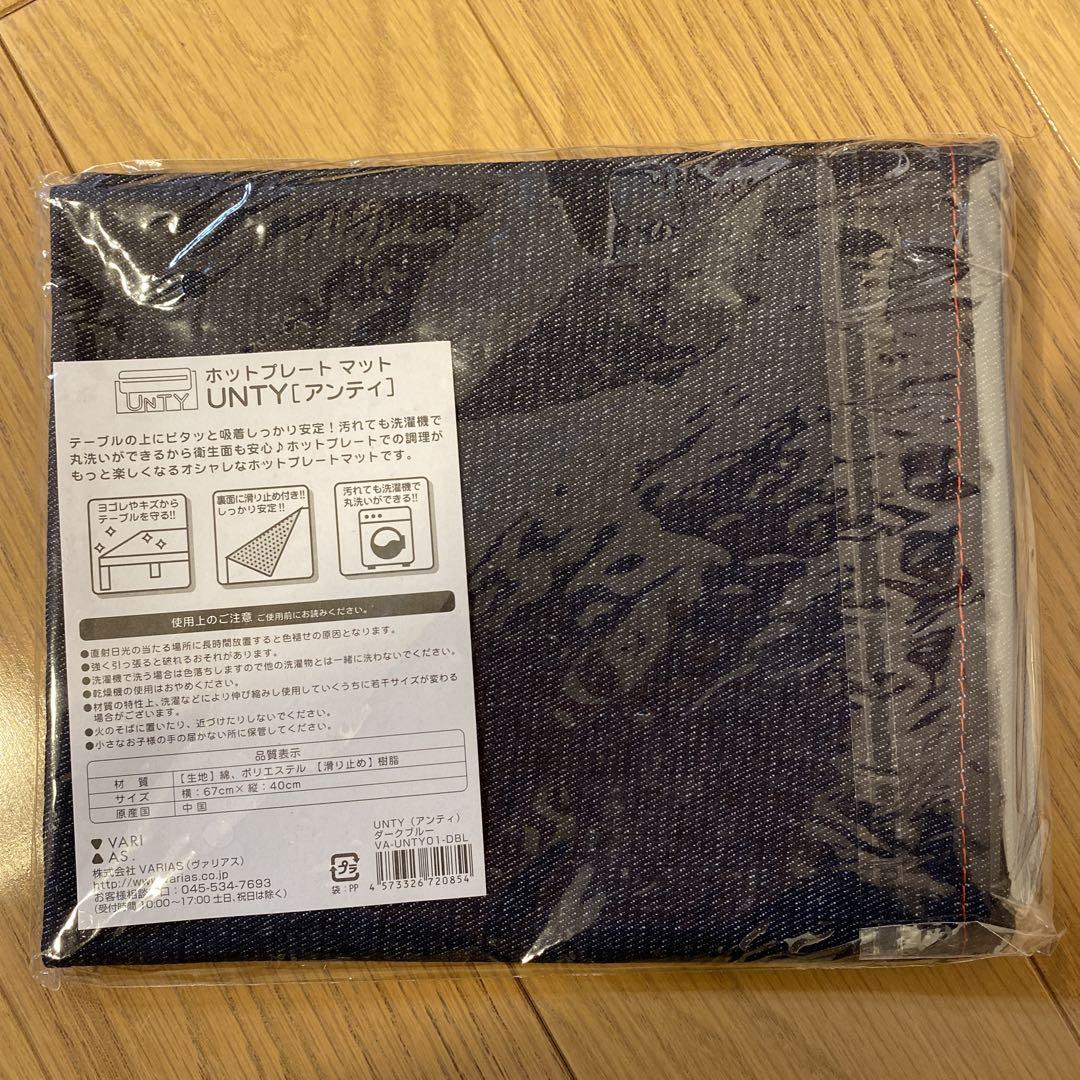 UNTY
ホットプレート マット
UNTY[アンティ]
テーブルの上にピタッと吸着しっかり安定！汚れても洗濯機で
丸洗いができるから衛生面も安心♪ホットプレートでの調理が
もっと楽しくなるオシャレなホットプレートマットです。
ヨゴレやキズから
テーブルを守る!!
裏面に滑り止め付き!!
しっかり安定!!
汚れても洗濯機で
丸洗いができる!!
使用上のご注意 ご使用前にお読みください。
●直射日光の当たる場所に長時間放置すると色褪せの原因となります。
●強く引っ張ると破れるおそれがあります。
●洗濯機で洗う場合は色落ちしますので他の洗濯物とは一緒に洗わないでください。
●乾燥機の使用はおやめください。
●材質の特性上、洗濯などにより伸び縮みし使用していくうちに若干サイズが変わる
場合がございます。
●火のそばに置いたり、近づけたりしないでください。
●小さなお子様の手の届かない所に保管してください。
品質表示
材 質 【生地】綿、ポリエステル 【滑り止め】樹脂
サイズ 横：67cm×縦：40cm
原産国 中国
VARI
AS.
株式会社 VARIAS（ヴァリアス）
http://www.varias.co.jp
お客様相談窓口：045-534-7693
（受付時間 10:00～17:00 土日、祝日は除く）
プラ
袋：PP
UNTY（アンティ）
ダークブルー
VA-UNTY01-DBL
4573326720854